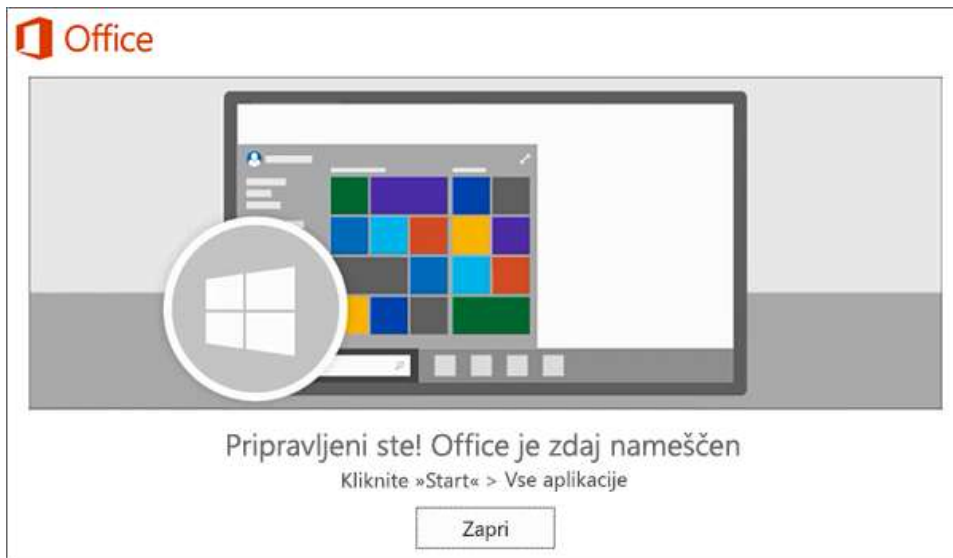 Office
Pripravljeni ste! Office je zdaj nameščen
Kliknite »Start« > Vse aplikacije
Zapri